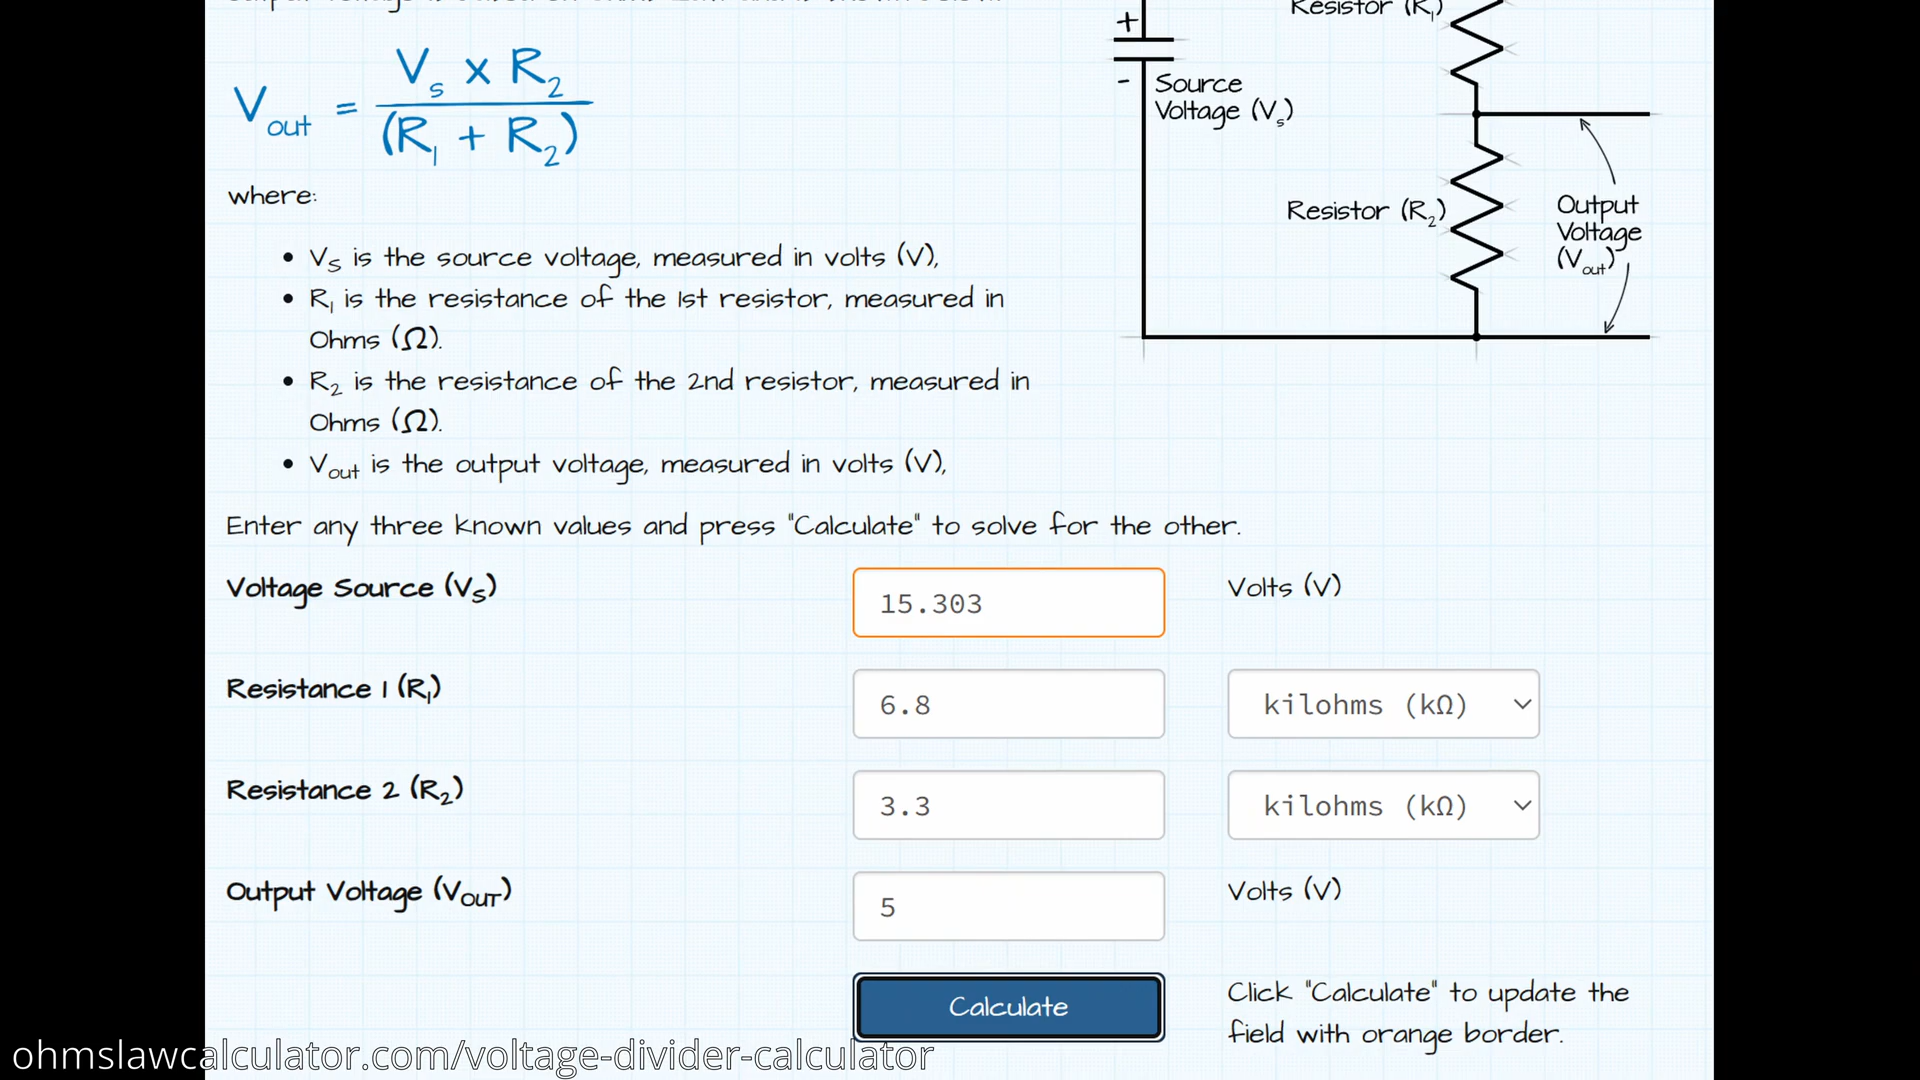 Resistor (R1)
+
Vout = Vs x R2
(R1 + R2)
-
Source
Voltage (Vs)
where:
Resistor (R2)
Output
Voltage
(Vout)
• VS is the source voltage, measured in volts (V),
• R1 is the resistance of the 1st resistor, measured in
Ohms (Ω).
• R2 is the resistance of the 2nd resistor, measured in
Ohms (Ω).
• Vout is the output voltage, measured in volts (V),
Enter any three known values and press "Calculate" to solve for the other.
Voltage Source (VS) 15.303 Volts (V)
Resistance 1 (R1) 6.8 kilohms (kΩ)
Resistance 2 (R2) 3.3 kilohms (kΩ)
Output Voltage (VOUT) 5 Volts (V)
Calculate
Click "Calculate" to update the
field with orange border.
ohmslawcalculator.com/voltage-divider-calculator